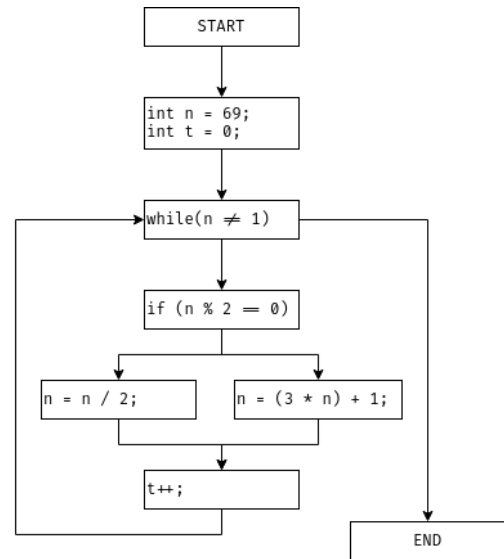 START
int n = 69;
int t = 0;
while(n ≠ 1)
if (n % 2 == 0)
n = n / 2;
n = (3 * n) + 1;
t++;
END